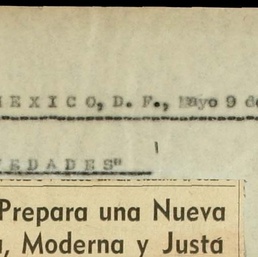 MEXICO, D. F., Mayo 9 de
EDADES"
Prepara una Nueva
, Moderna y Justa